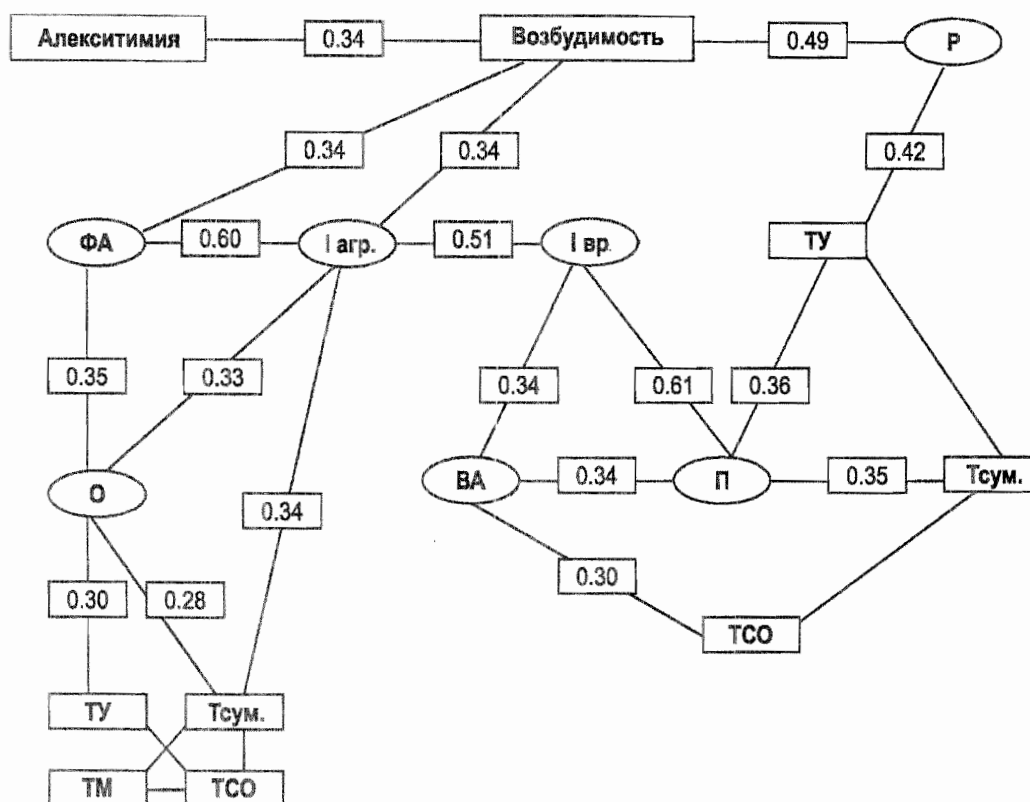 Алекситимия 0.34 Возбудимость 0.49 Р
0.34 0.34 0.42
ФА 0.60 I агр. 0.51 I вр. ТУ
0.35 0.33 0.34 0.61 0.36
О 0.34 ВА 0.34 П 0.35 Тсум.
0.30 0.28 0.30
ТСО
ТУ Тсум.
ТМ ТСО